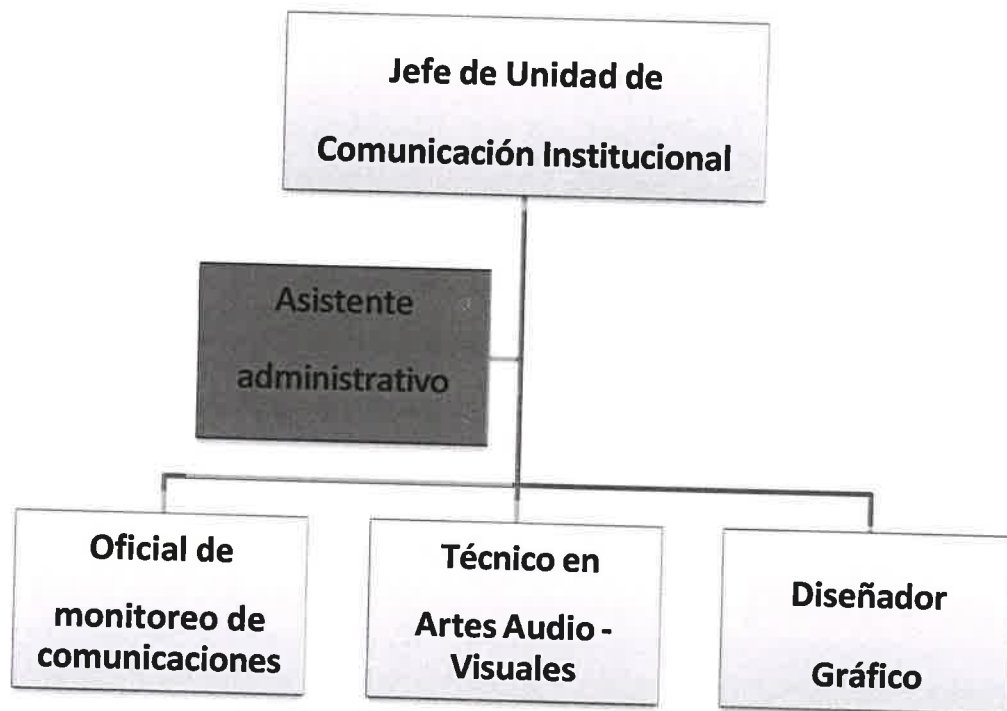 Jefe de Unidad de
Comunicación Institucional
Asistente
administrativo
Oficial de
monitoreo de
comunicaciones
Técnico en
Artes Audio -
Visuales
Diseñador
Gráfico